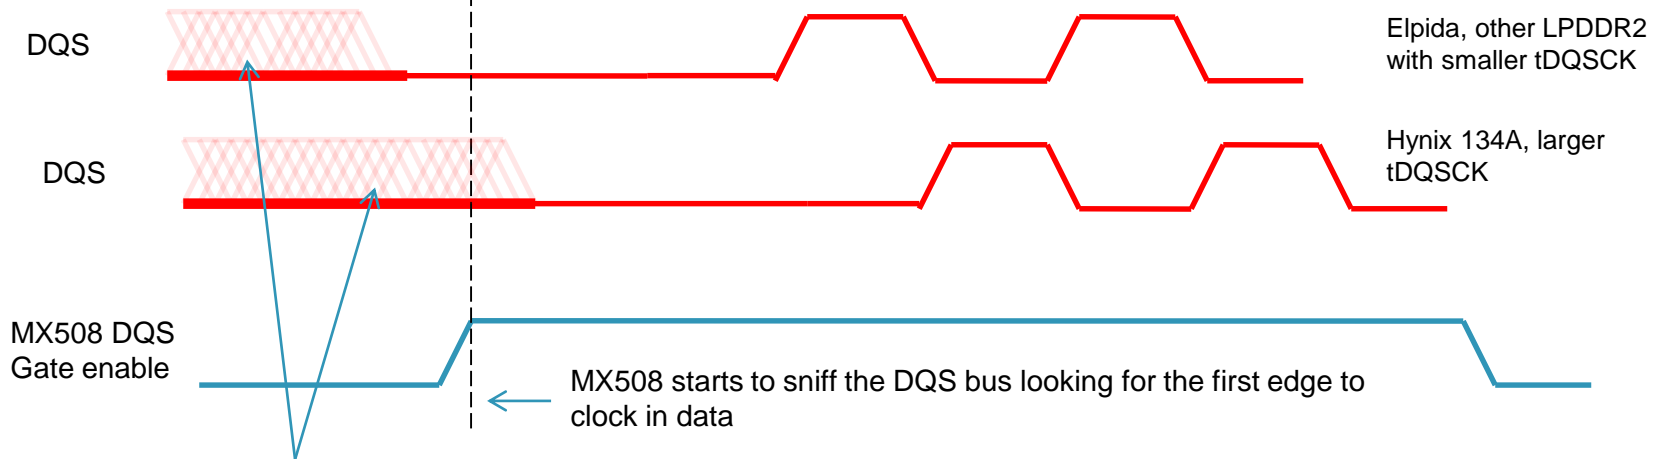 DQS
Elpida, other LPDDR2
with smaller tDQSCK
DQS
Hynix 134A, larger
tDQSCK
MX508 DQS
Gate enable
MX508 starts to sniff the DQS bus looking for the first edge to
clock in data